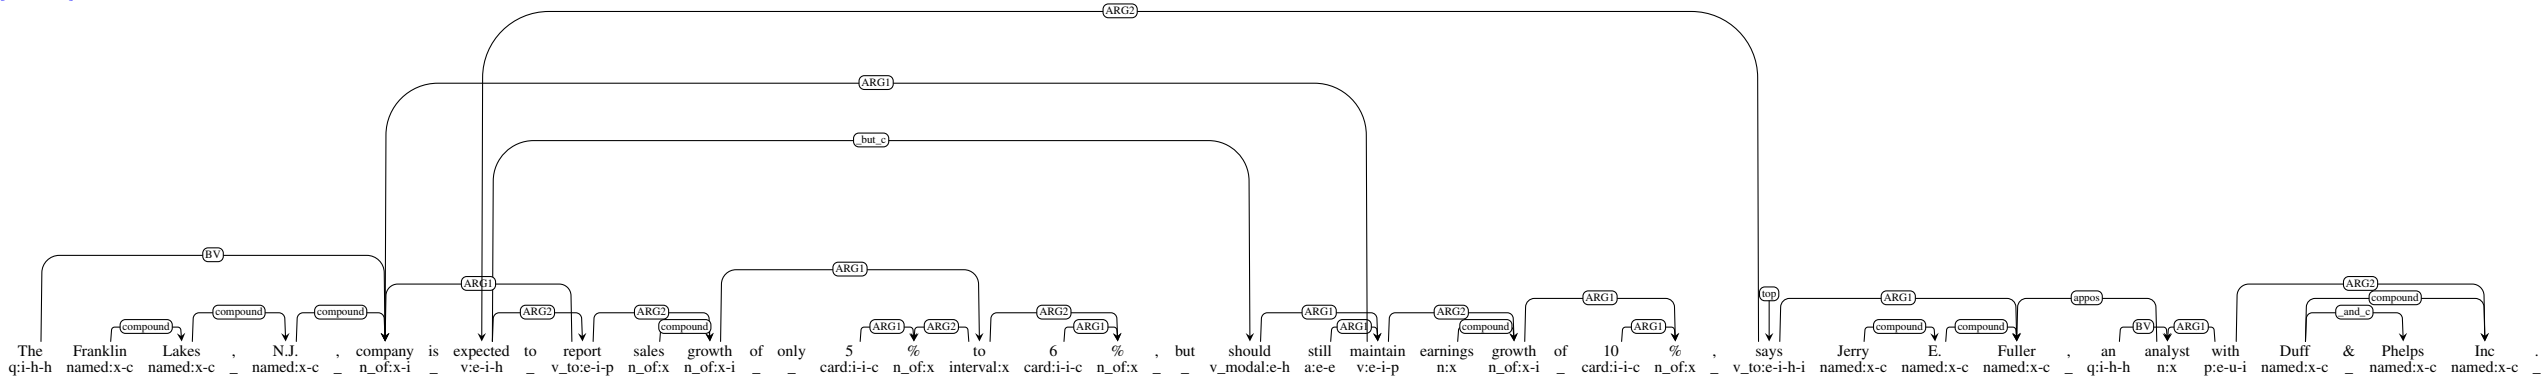 ARG2
ARG1
_but_c
BV
ARG1
ARG1
top ARG1 appos ARG2
compound compound ARG2 ARG2 compound ARG2 ARG1 ARG2 ARG1 compound
compound compound ARG1 ARG2 ARG1 ARG1 compound ARG1 compound compound BV ARG1 _and_c
The Franklin Lakes , N.J. , company is expected to report sales growth of only 5 % to 6 % , but should still maintain earnings growth of 10 % , says Jerry E. Fuller , an analyst with Duff & Phelps Inc .
q:i-h-h named:x-c named:x-c _ named:x-c _ n_of:x-i _ v:e-i-h _ v_to:e-i-p n_of:x n_of:x-i _ _ card:i-i-c n_of:x interval:x card:i-i-c n_of:x _ _ v_modal:e-h a:e-e v:e-i-p n:x n_of:x-i _ card:i-i-c n_of:x _ v_to:e-i-h-i named:x-c named:x-c named:x-c _ q:i-h-h n:x p:e-u-i named:x-c _ named:x-c named:x-c _